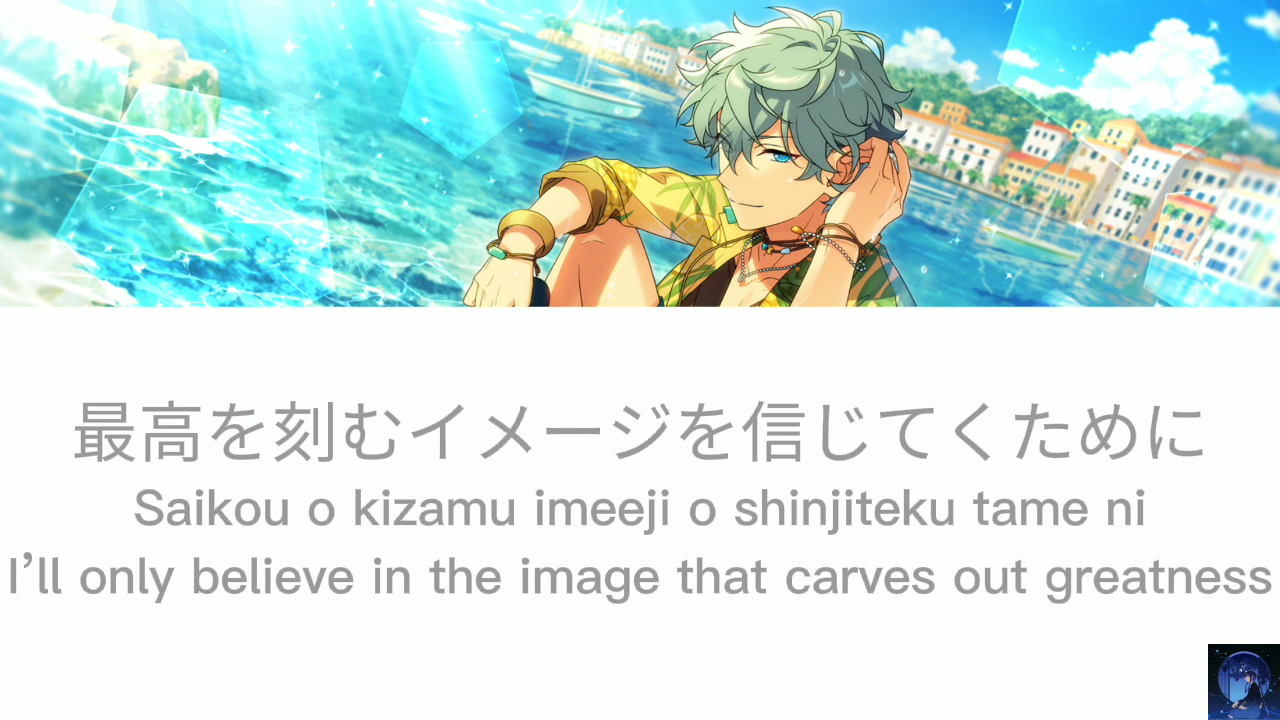 最高を刻むイメージを信じてくために
Saikou o kizamu imeeji o shinjiteku tame ni
I’ll only believe in the image that carves out greatness